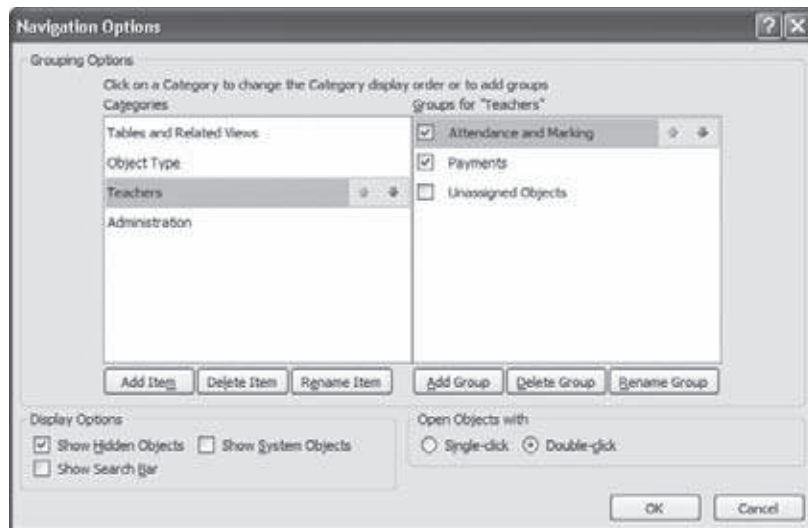 Navigation Options
Grouping Options
Click on a Category to change the Category display order or to add groups
Categories
Groups for "Teachers"
Tables and Related Views
Object Type
Teachers
Administration
Attendance and Marking
Payments
Unassigned Objects
Add Item
Delete Item
Rename Item
Add Group
Delete Group
Rename Group
Display Options
Show Hidden Objects
Show System Objects
Show Search Bar
Open Objects with
Single-click
Double-click
OK
Cancel